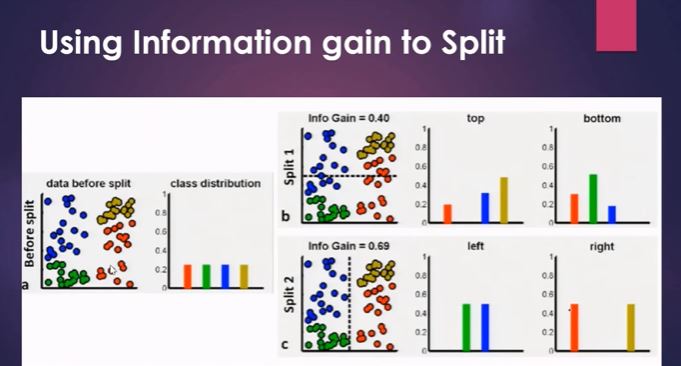 Using Information gain to Split
data before split
class distribution
Before split
1
0.8
0.6
0.4
0.2
0
a
Info Gain = 0.40
top
bottom
Split 1
1
0.8
0.6
0.4
0.2
0
1
0.8
0.6
0.4
0.2
0
b
Info Gain = 0.69
left
right
Split 2
1
0.8
0.6
0.4
0.2
0
1
0.8
0.6
0.4
0.2
0
c